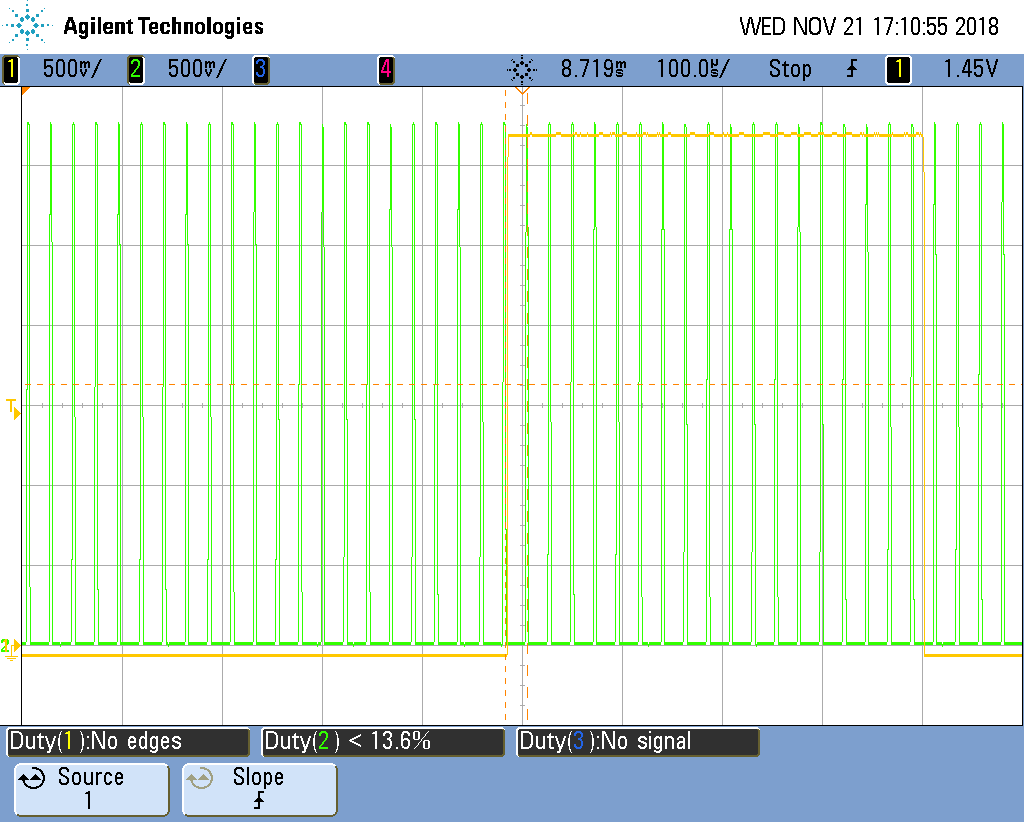 Agilent Technologies WED NOV 21 17:10:55 2018
1 500mV/ 2 500mV/ 3 4 8.719ms 100.0us/ Stop 1 1.45V
T
2
Duty(1):No edges Duty(2) < 13.6% Duty(3):No signal
Source Slope
1